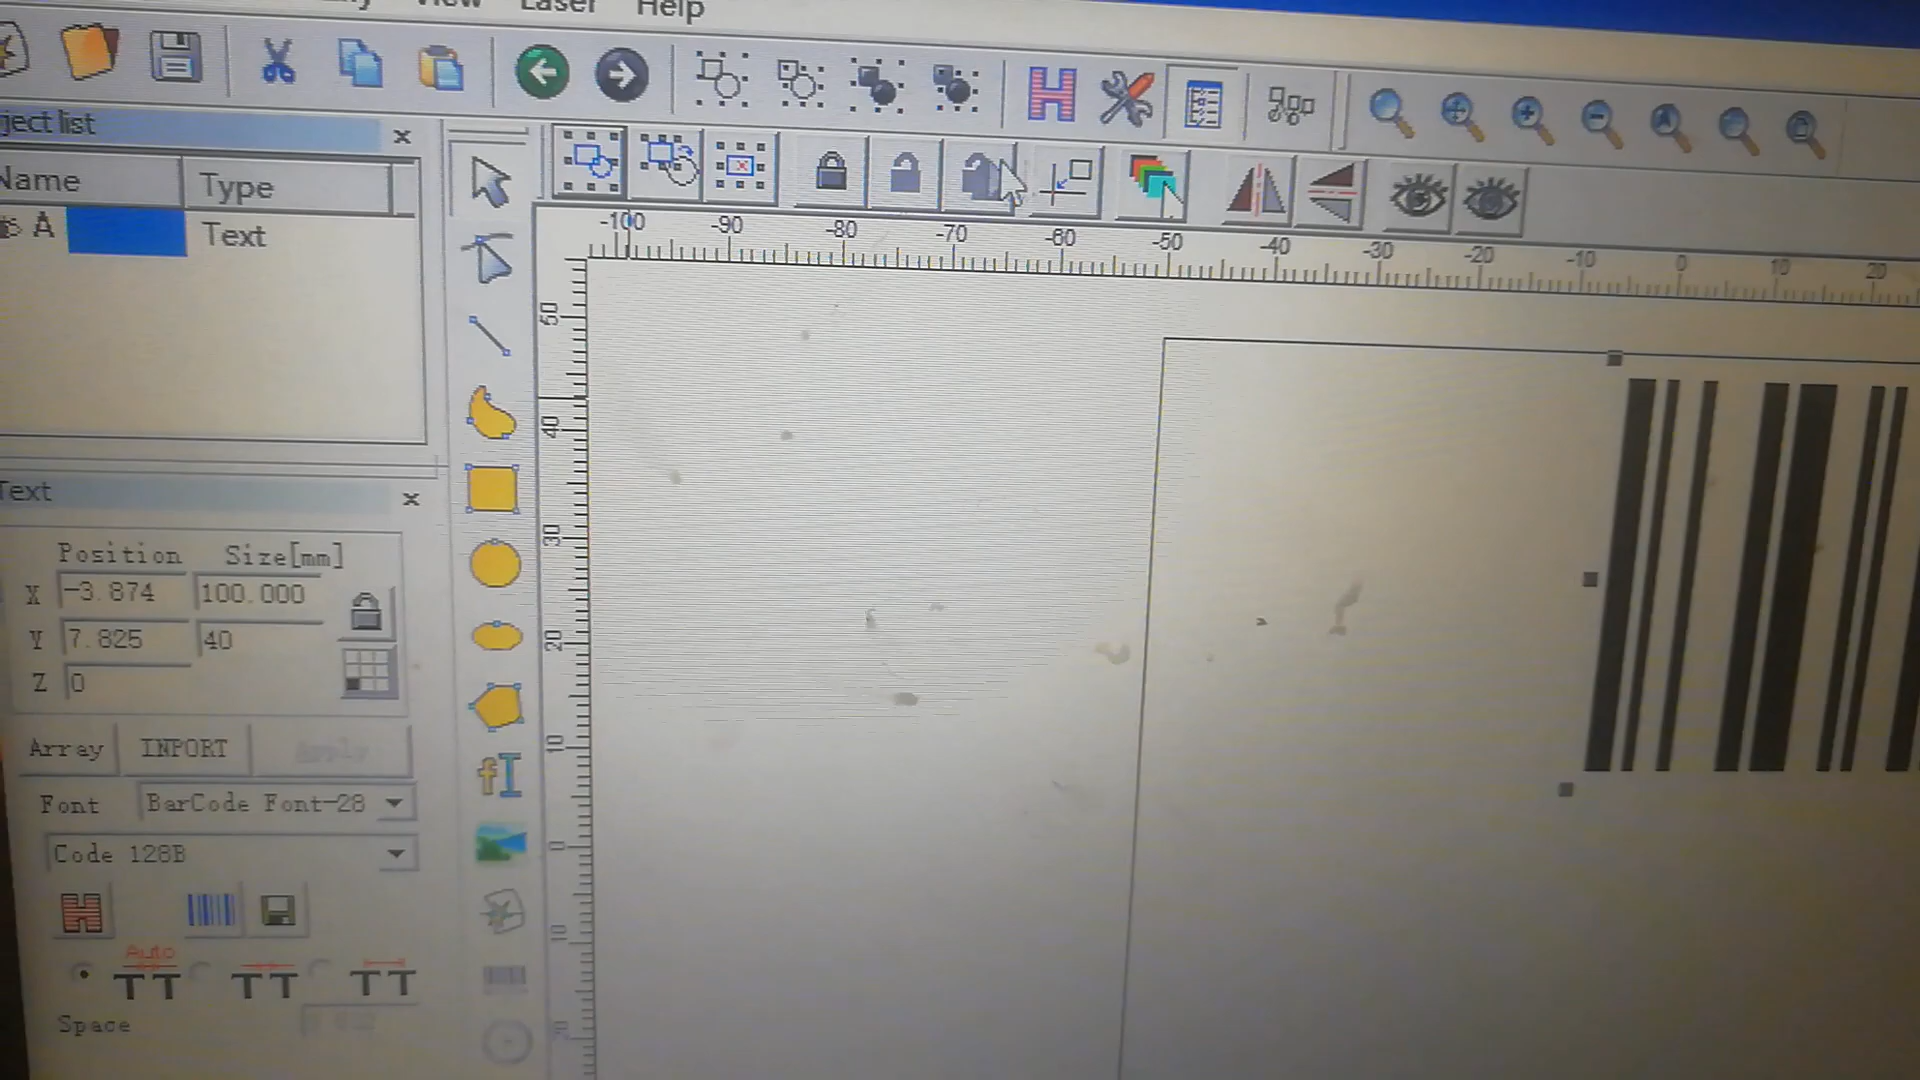 Laser Help
ject list
Name Type
A Text
-100 -90 -80 -70 -60 -50 -40 -30 -20 -10 0 10 20
50
40
30
20
10
0
10
Text
Position Size[mm]
X -3.874 100.000
Y 7.825 40
Z 0
Array INPORT Apply
Font BarCode Font-28
Code 128B
H
Auto
TT TT TT
Space